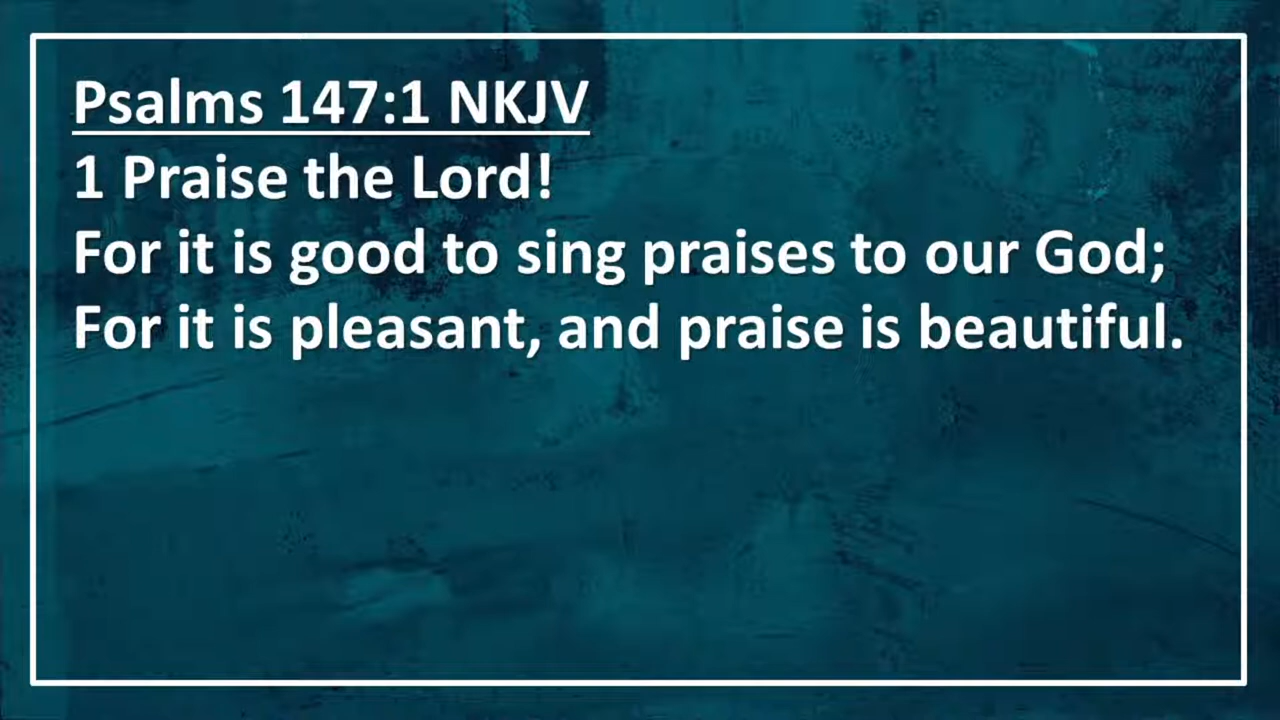 Psalms 147:1 NKJV
1 Praise the Lord!
For it is good to sing praises to our God;
For it is pleasant, and praise is beautiful.